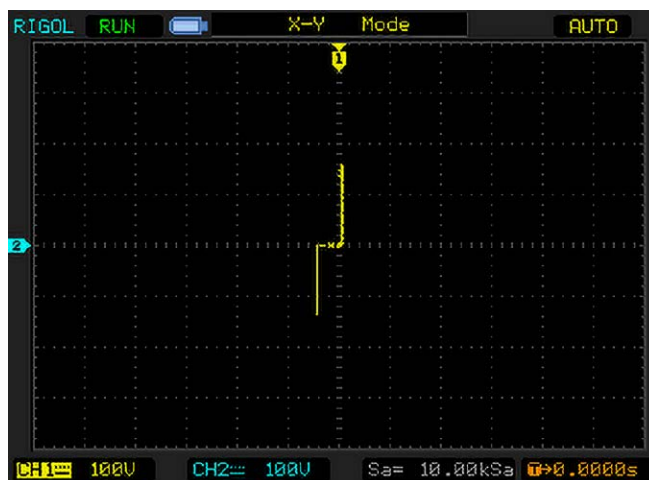 RIGOL RUN X-Y Mode AUTO
1
2
CH1 100V CH2 100V Sa= 10.00kSa T→0.0000s